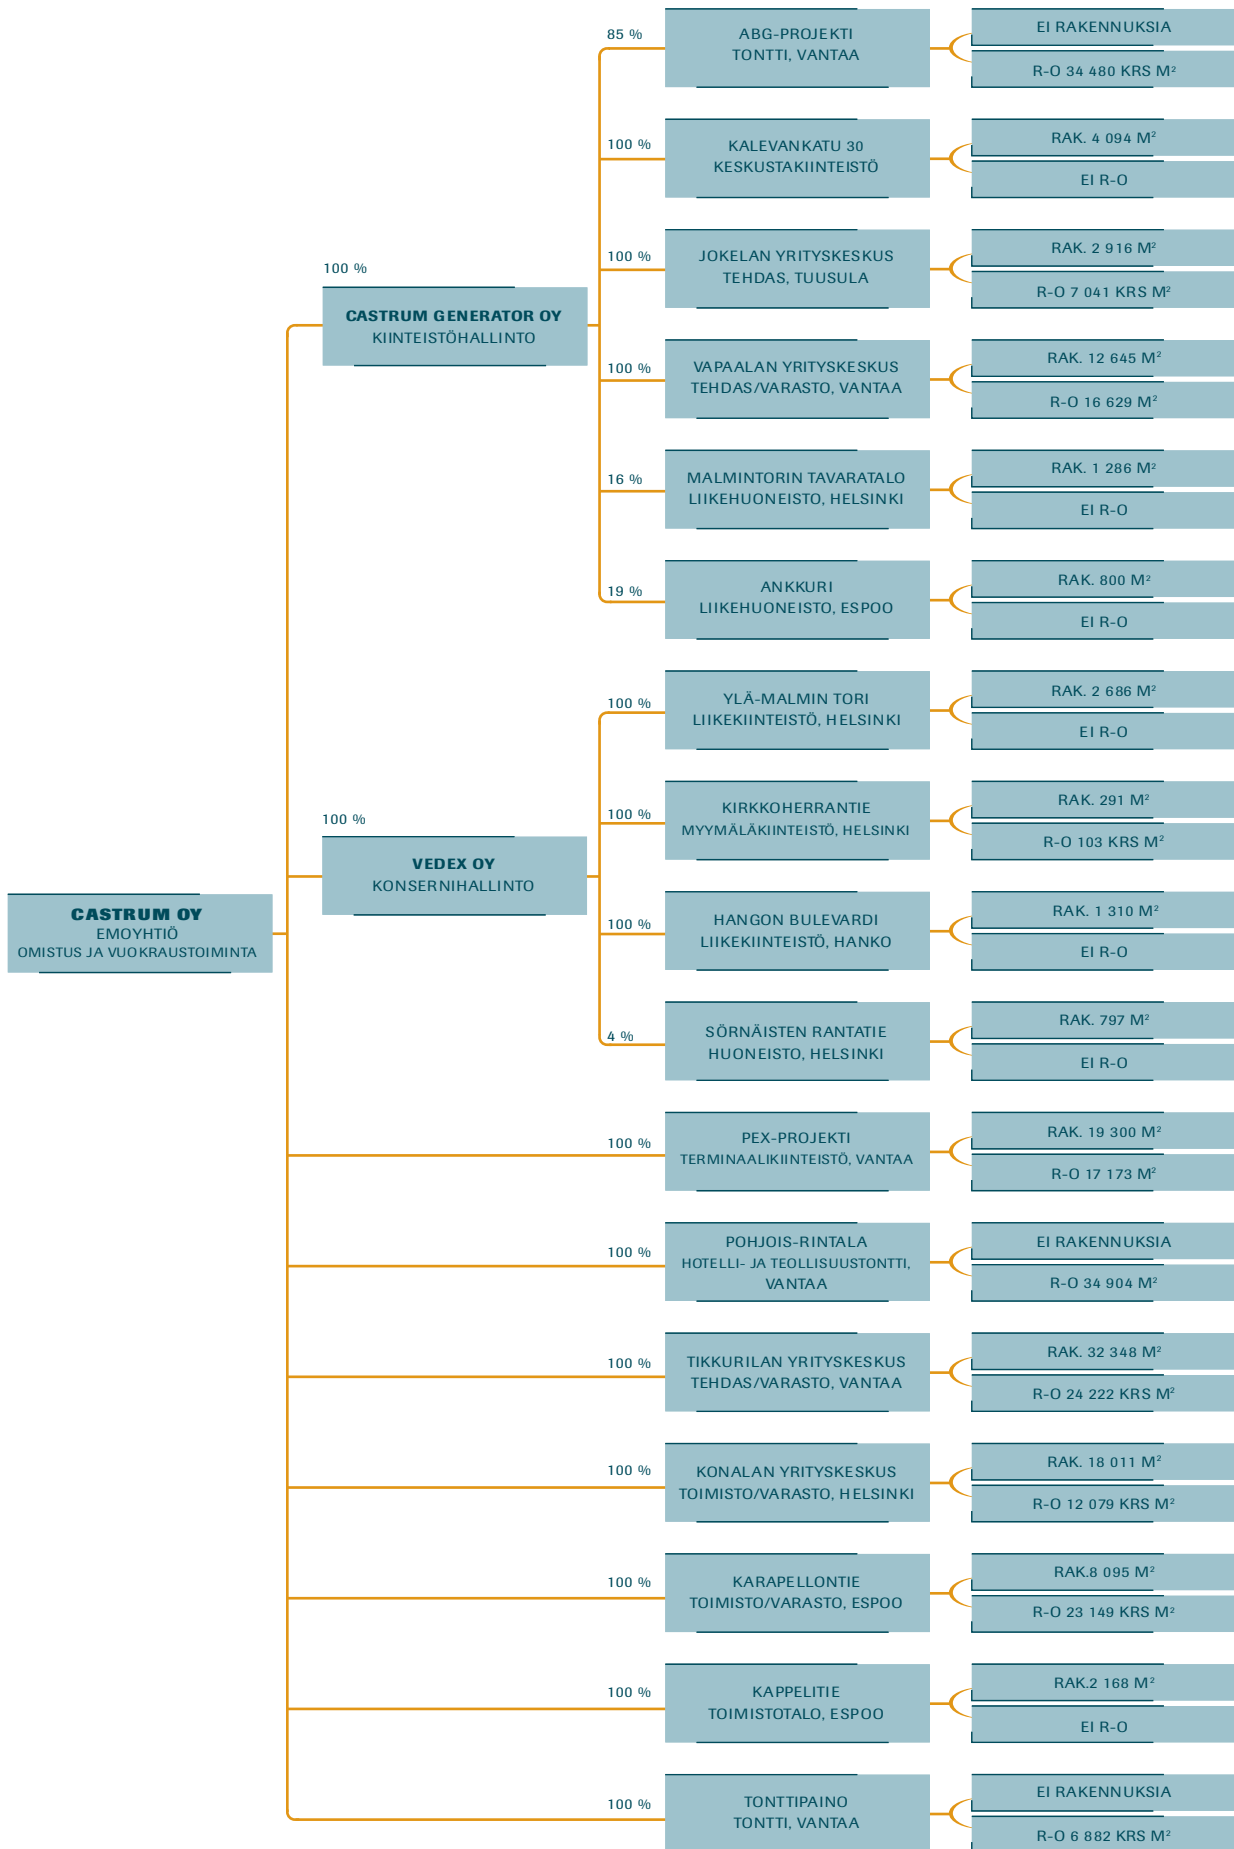 85 %
ABG-PROJEKTI
TONTTI, VANTAA
EI RAKENNUKSIA
R-O 34 480 KRS M²
100 %
KALEVANKATU 30
KESKUSTAKIINTEISTÖ
RAK. 4 094 M²
EI R-O
100 %
JOKELAN YRITYSKESKUS
TEHDAS, TUUSULA
RAK. 2 916 M²
R-O 7 041 KRS M²
100 %
CASTRUM GENERATOR OY
KIINTEISTÖHALLINTO
100 %
VAPAALAN YRITYSKESKUS
TEHDAS/VARASTO, VANTAA
RAK. 12 645 M²
R-O 16 629 M²
16 %
MALMINTORIN TAVARATALO
LIIKEHUONEISTO, HELSINKI
RAK. 1 286 M²
EI R-O
19 %
ANKKURI
LIIKEHUONEISTO, ESPOO
RAK. 800 M²
EI R-O
100 %
YLÄ-MALMIN TORI
LIIKEKIINTEISTÖ, HELSINKI
RAK. 2 686 M²
EI R-O
100 %
KIRKKOHERRANTIE
MYYMÄLÄKIINTEISTÖ, HELSINKI
RAK. 291 M²
R-O 103 KRS M²
100 %
VEDEX OY
KONSERNIHALLINTO
100 %
HANGON BULEVARDI
LIIKEKIINTEISTÖ, HANKO
RAK. 1 310 M²
EI R-O
CASTRUM OY
EMOYHTIÖ
OMISTUS JA VUOKRAUSTOIMINTA
4 %
SÖRNÄISTEN RANTATIE
HUONEISTO, HELSINKI
RAK. 797 M²
EI R-O
100 %
PEX-PROJEKTI
TERMINAALIKIINTEISTÖ, VANTAA
RAK. 19 300 M²
R-O 17 173 M²
100 %
POHJOIS-RINTALA
HOTELLI- JA TEOLLISUUSTONTTI,
VANTAA
EI RAKENNUKSIA
R-O 34 904 M²
100 %
TIKKURILAN YRITYSKESKUS
TEHDAS/VARASTO, VANTAA
RAK. 32 348 M²
R-O 24 222 KRS M²
100 %
KONALAN YRITYSKESKUS
TOIMISTO/VARASTO, HELSINKI
RAK. 18 011 M²
R-O 12 079 KRS M²
100 %
KARAPELLONTIE
TOIMISTO/VARASTO, ESPOO
RAK.8 095 M²
R-O 23 149 KRS M²
100 %
KAPPELITIE
TOIMISTOTALO, ESPOO
RAK.2 168 M²
EI R-O
100 %
TONTTIPAINO
TONTTI, VANTAA
EI RAKENNUKSIA
R-O 6 882 KRS M²